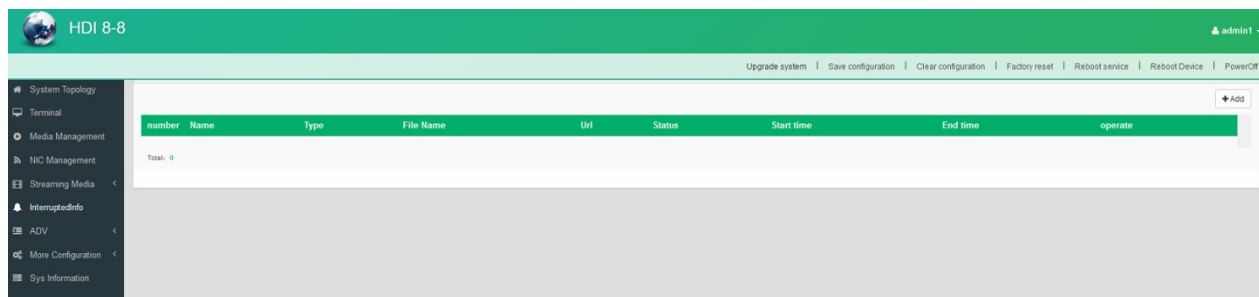 HDI 8-8
admin1
Upgrade system | Save configuration | Clear configuration | Factory reset | Reboot service | Reboot Device | PowerOff
System Topology
Terminal
Media Management
NIC Management
Streaming Media
InterruptedInfo
ADV
More Configuration
Sys Information
+Add
number Name Type File Name Url Status Start time End time operate
Total: 0